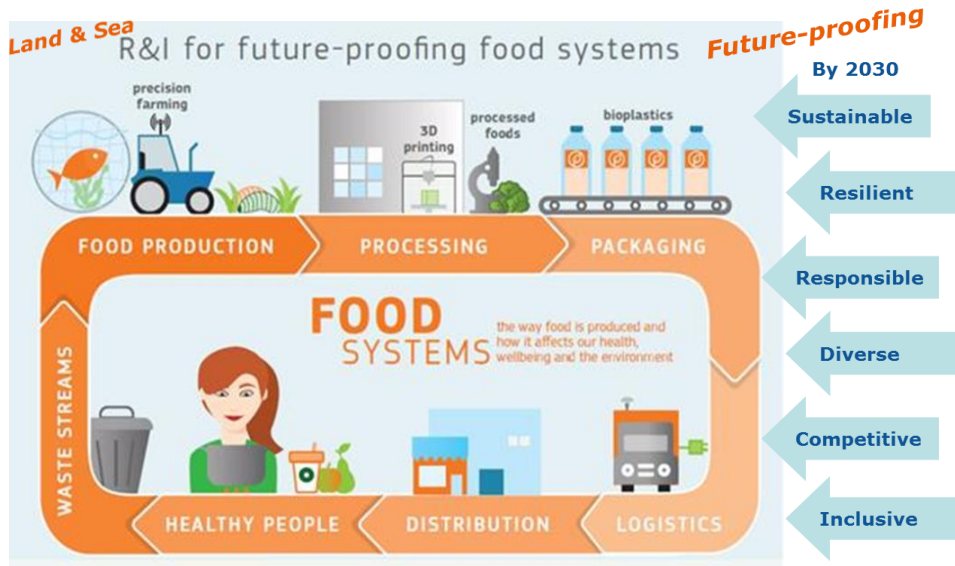 Land & Sea
R&I for future-proofing food systems
Future-proofing
By 2030
precision
farming
3D
printing
processed
foods
bioplastics
Sustainable
Resilient
Responsible
Diverse
Competitive
Inclusive
FOOD PRODUCTION
PROCESSING
PACKAGING
FOOD
SYSTEMS
the way food is produced and
how it affects our health,
wellbeing and the environment
WASTE STREAMS
HEALTHY PEOPLE
DISTRIBUTION
LOGISTICS